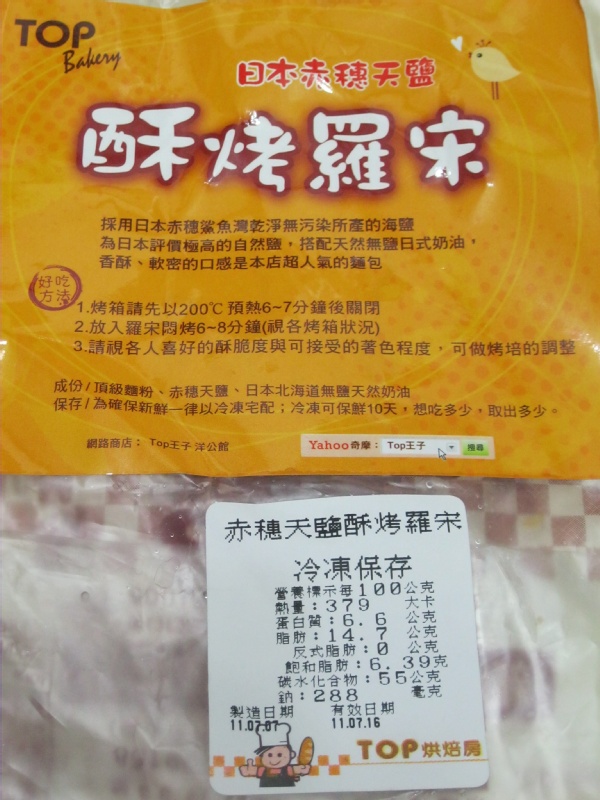 TOP
Bakery
日本赤穗天鹽
酥烤羅宋
採用日本赤穗鯊魚灣乾淨無污染所產的海鹽
為日本評價極高的自然鹽，搭配天然無鹽日式奶油，
香酥、軟密的口感是本店超人氣的麵包
好吃
方法
1.烤箱請先以200℃預熱6~7分鐘後關閉
2.放入羅宋悶烤6~8分鐘(視各烤箱狀況)
3.請視各人喜好的酥脆度與可接受的著色程度，可做烤培的調整
成份/頂級麵粉、赤穗天鹽、日本北海道無鹽天然奶油
保存/為確保新鮮一律以冷凍宅配；冷凍可保鮮10天，想吃多少，取出多少。
網路商店： Top王子 洋公館
Yahoo奇摩： Top王子 搜尋
赤穗天鹽酥烤羅宋
冷凍保存
營養標示每100公克
熱量：379 大卡
蛋白質：6.6 公克
脂肪：14.7 公克
反式脂肪：0 公克
飽和脂肪：6.39克
碳水化合物：55公克
鈉：288 毫克
製造日期 有效日期
11.07.07 11.07.16
TOP烘焙房